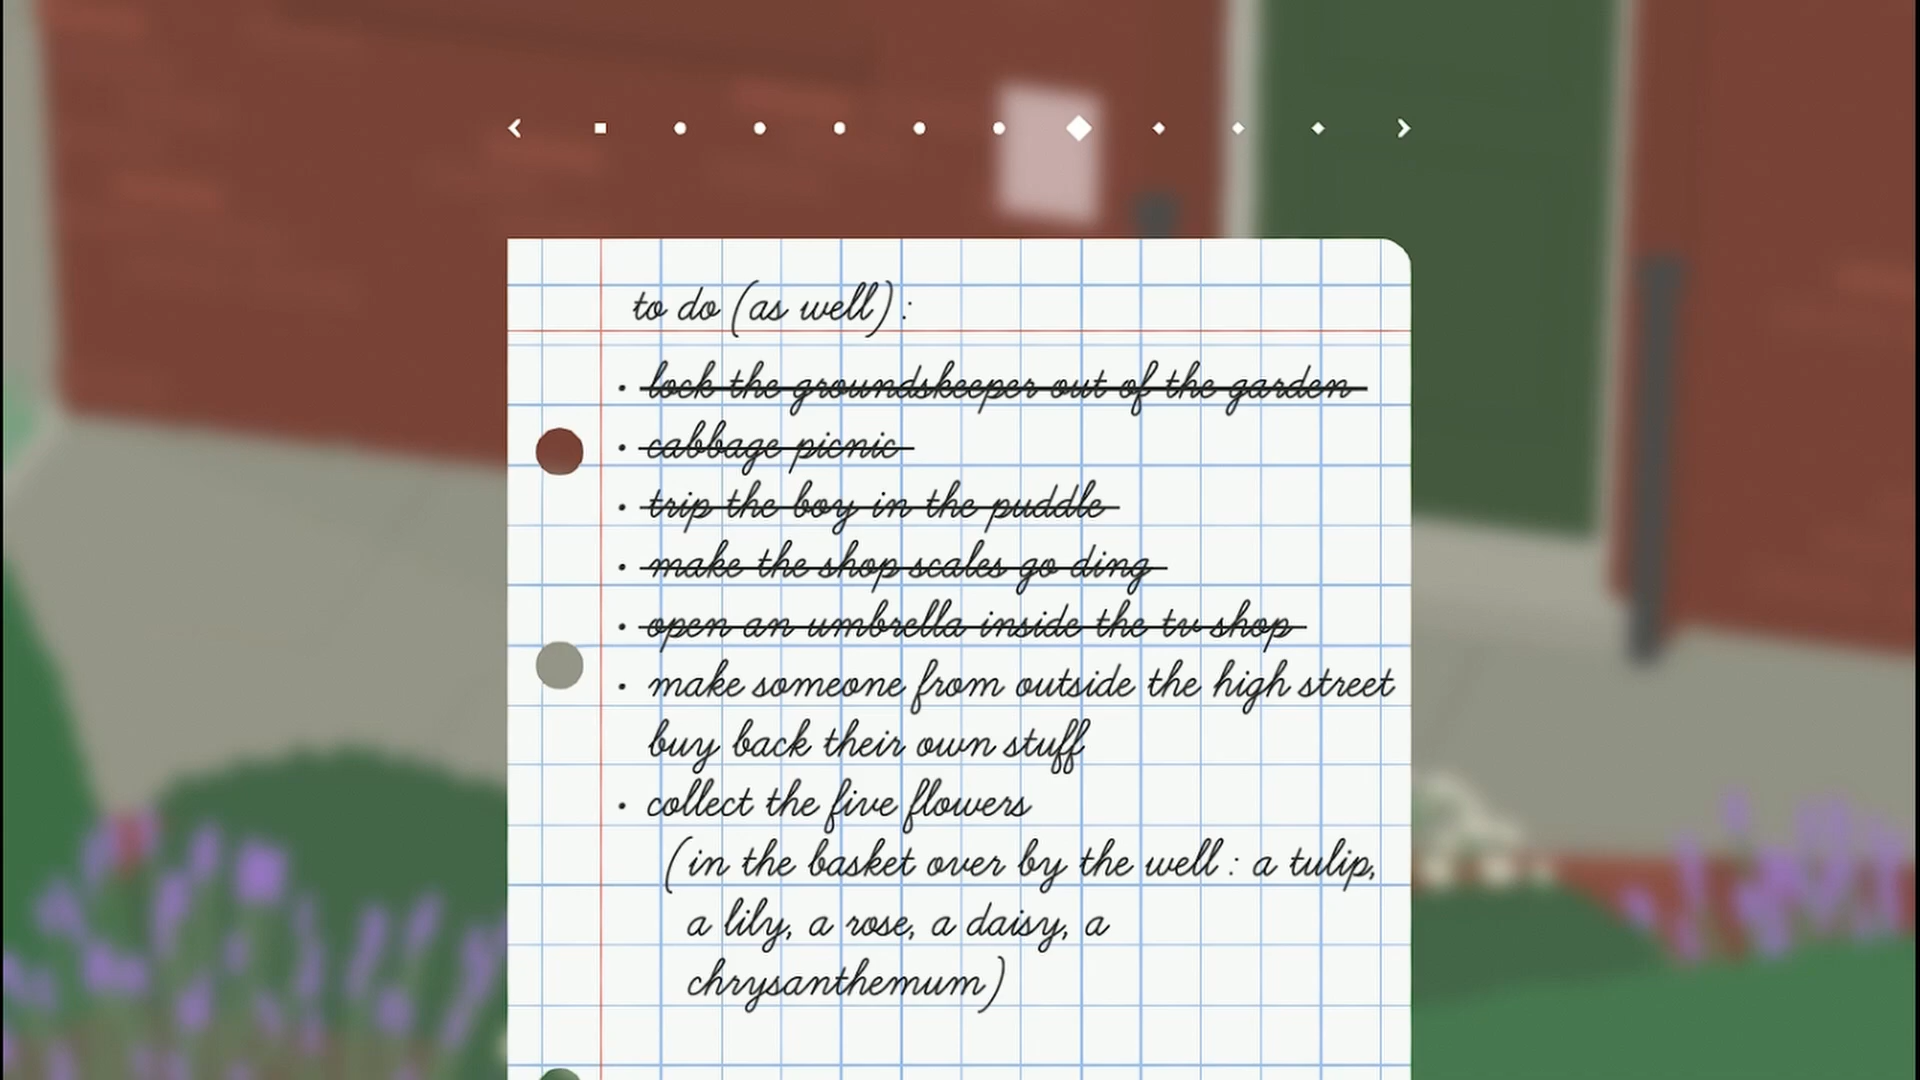 to do (as well) :
• lock the groundskeeper out of the garden
• cabbage picnic
• trip the boy in the puddle
• make the shop scales go ding
• open an umbrella inside the tv shop
• make someone from outside the high street
buy back their own stuff
• collect the five flowers
(in the basket over by the well : a tulip,
a lily, a rose, a daisy, a
chrysanthemum)